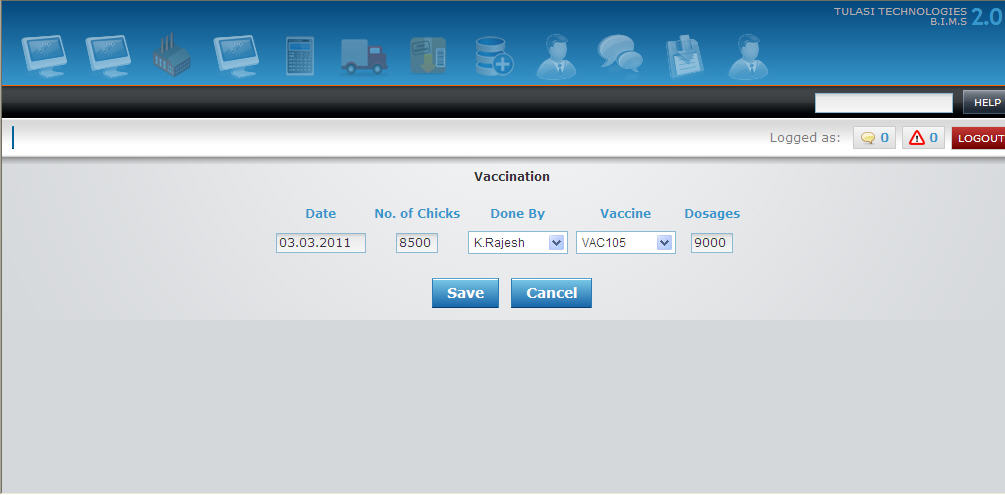 TULASI TECHNOLOGIES
B.I.M.S 2.0
HELP
Logged as: 0 0 LOGOUT
Vaccination
Date No. of Chicks Done By Vaccine Dosages
03.03.2011 8500 K.Rajesh VAC105 9000
Save Cancel